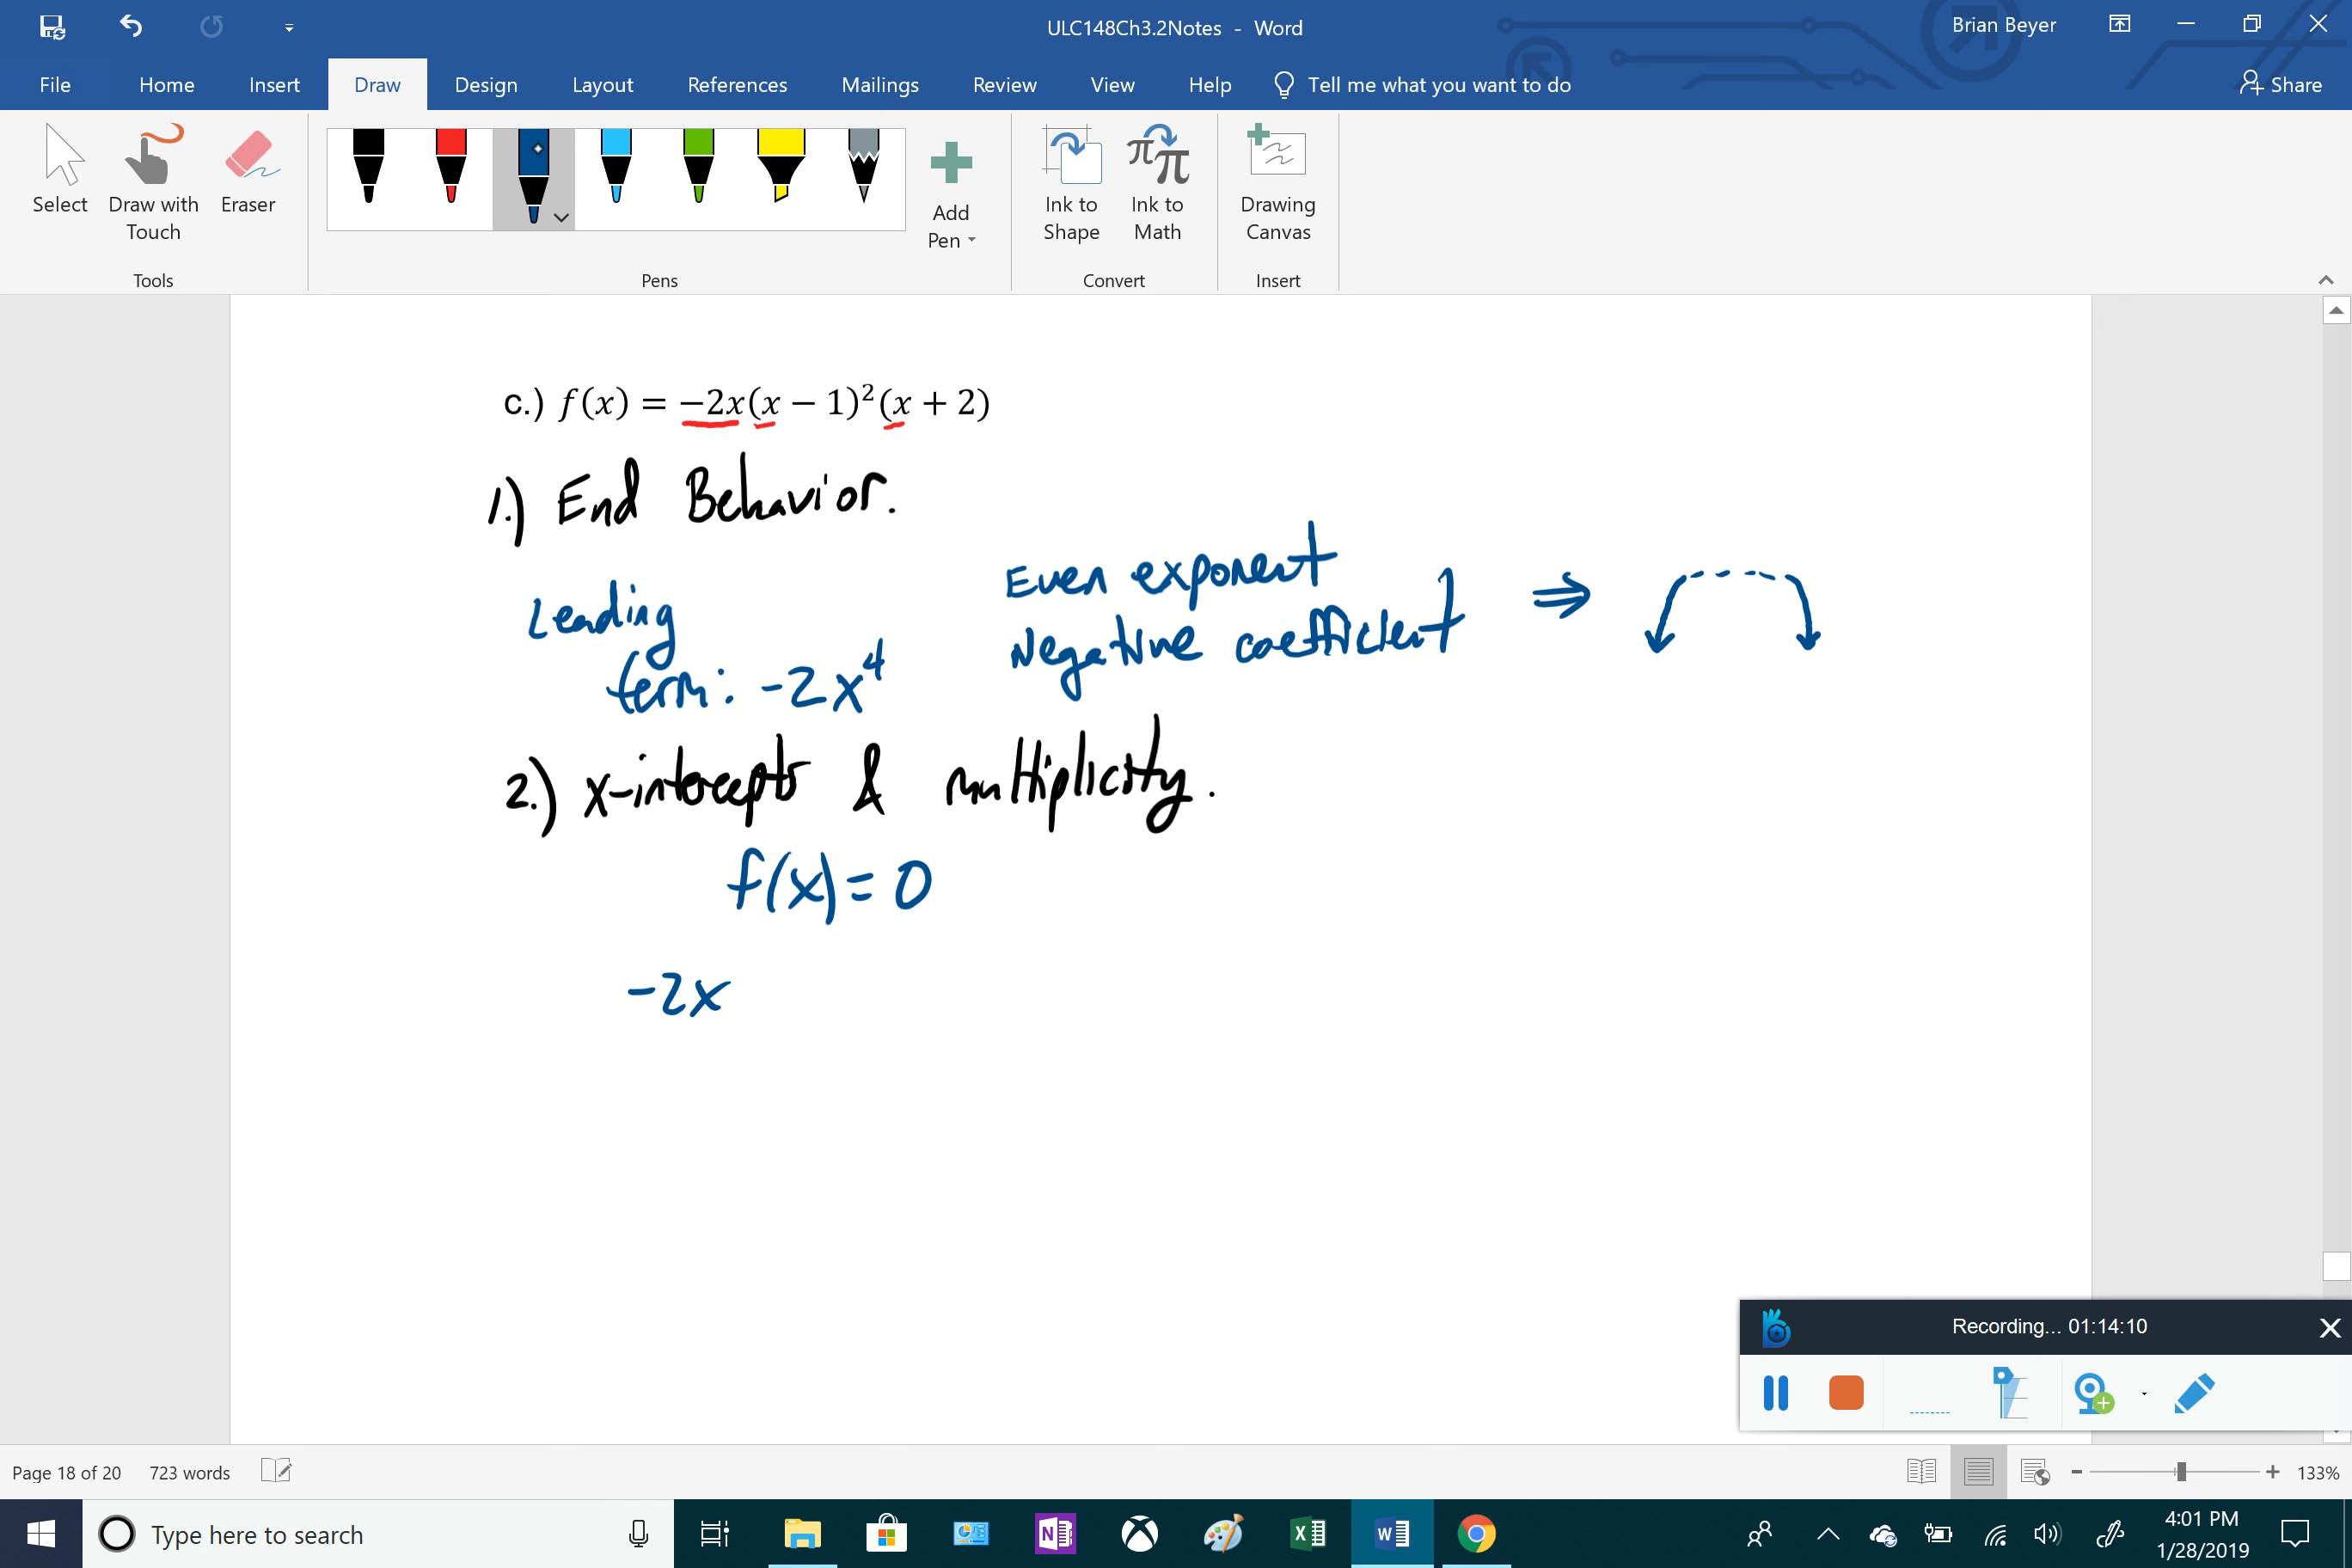 ULC148Ch3.2Notes - Word
Brian Beyer
File Home Insert Draw Design Layout References Mailings Review View Help Tell me what you want to do Share
Select Draw with Touch Eraser
Add Pen
Ink to Shape Ink to Math
Drawing Canvas
Tools Pens Convert Insert
c.) f(x) = −2x(x − 1)²(x + 2)
1.) End Behavior.
Leading term: -2x⁴
Even exponent
Negative coefficient } ⇒
2.) x-intercepts & multiplicity.
f(x) = 0
-2x
Recording... 01:14:10
Page 18 of 20 723 words 133%
Type here to search
4:01 PM
1/28/2019